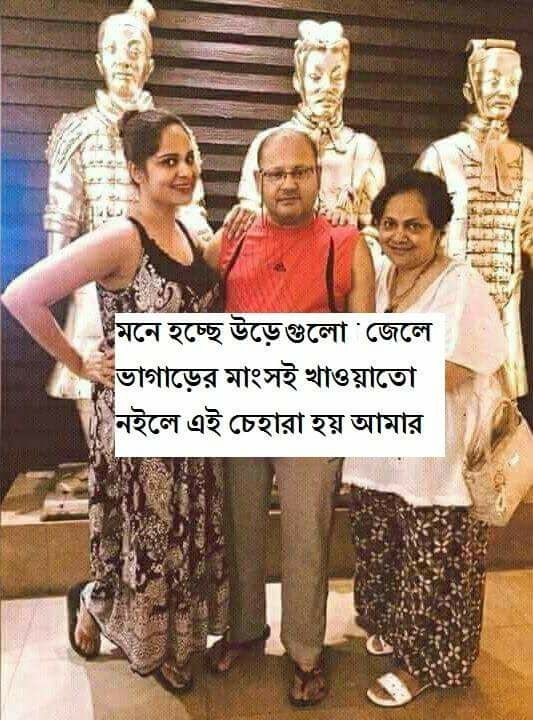 মনে হচ্ছে উড়েগুলো জেলে
ভাগাড়ের মাংসই খাওয়াতো
নইলে এই চেহারা হয় আমার